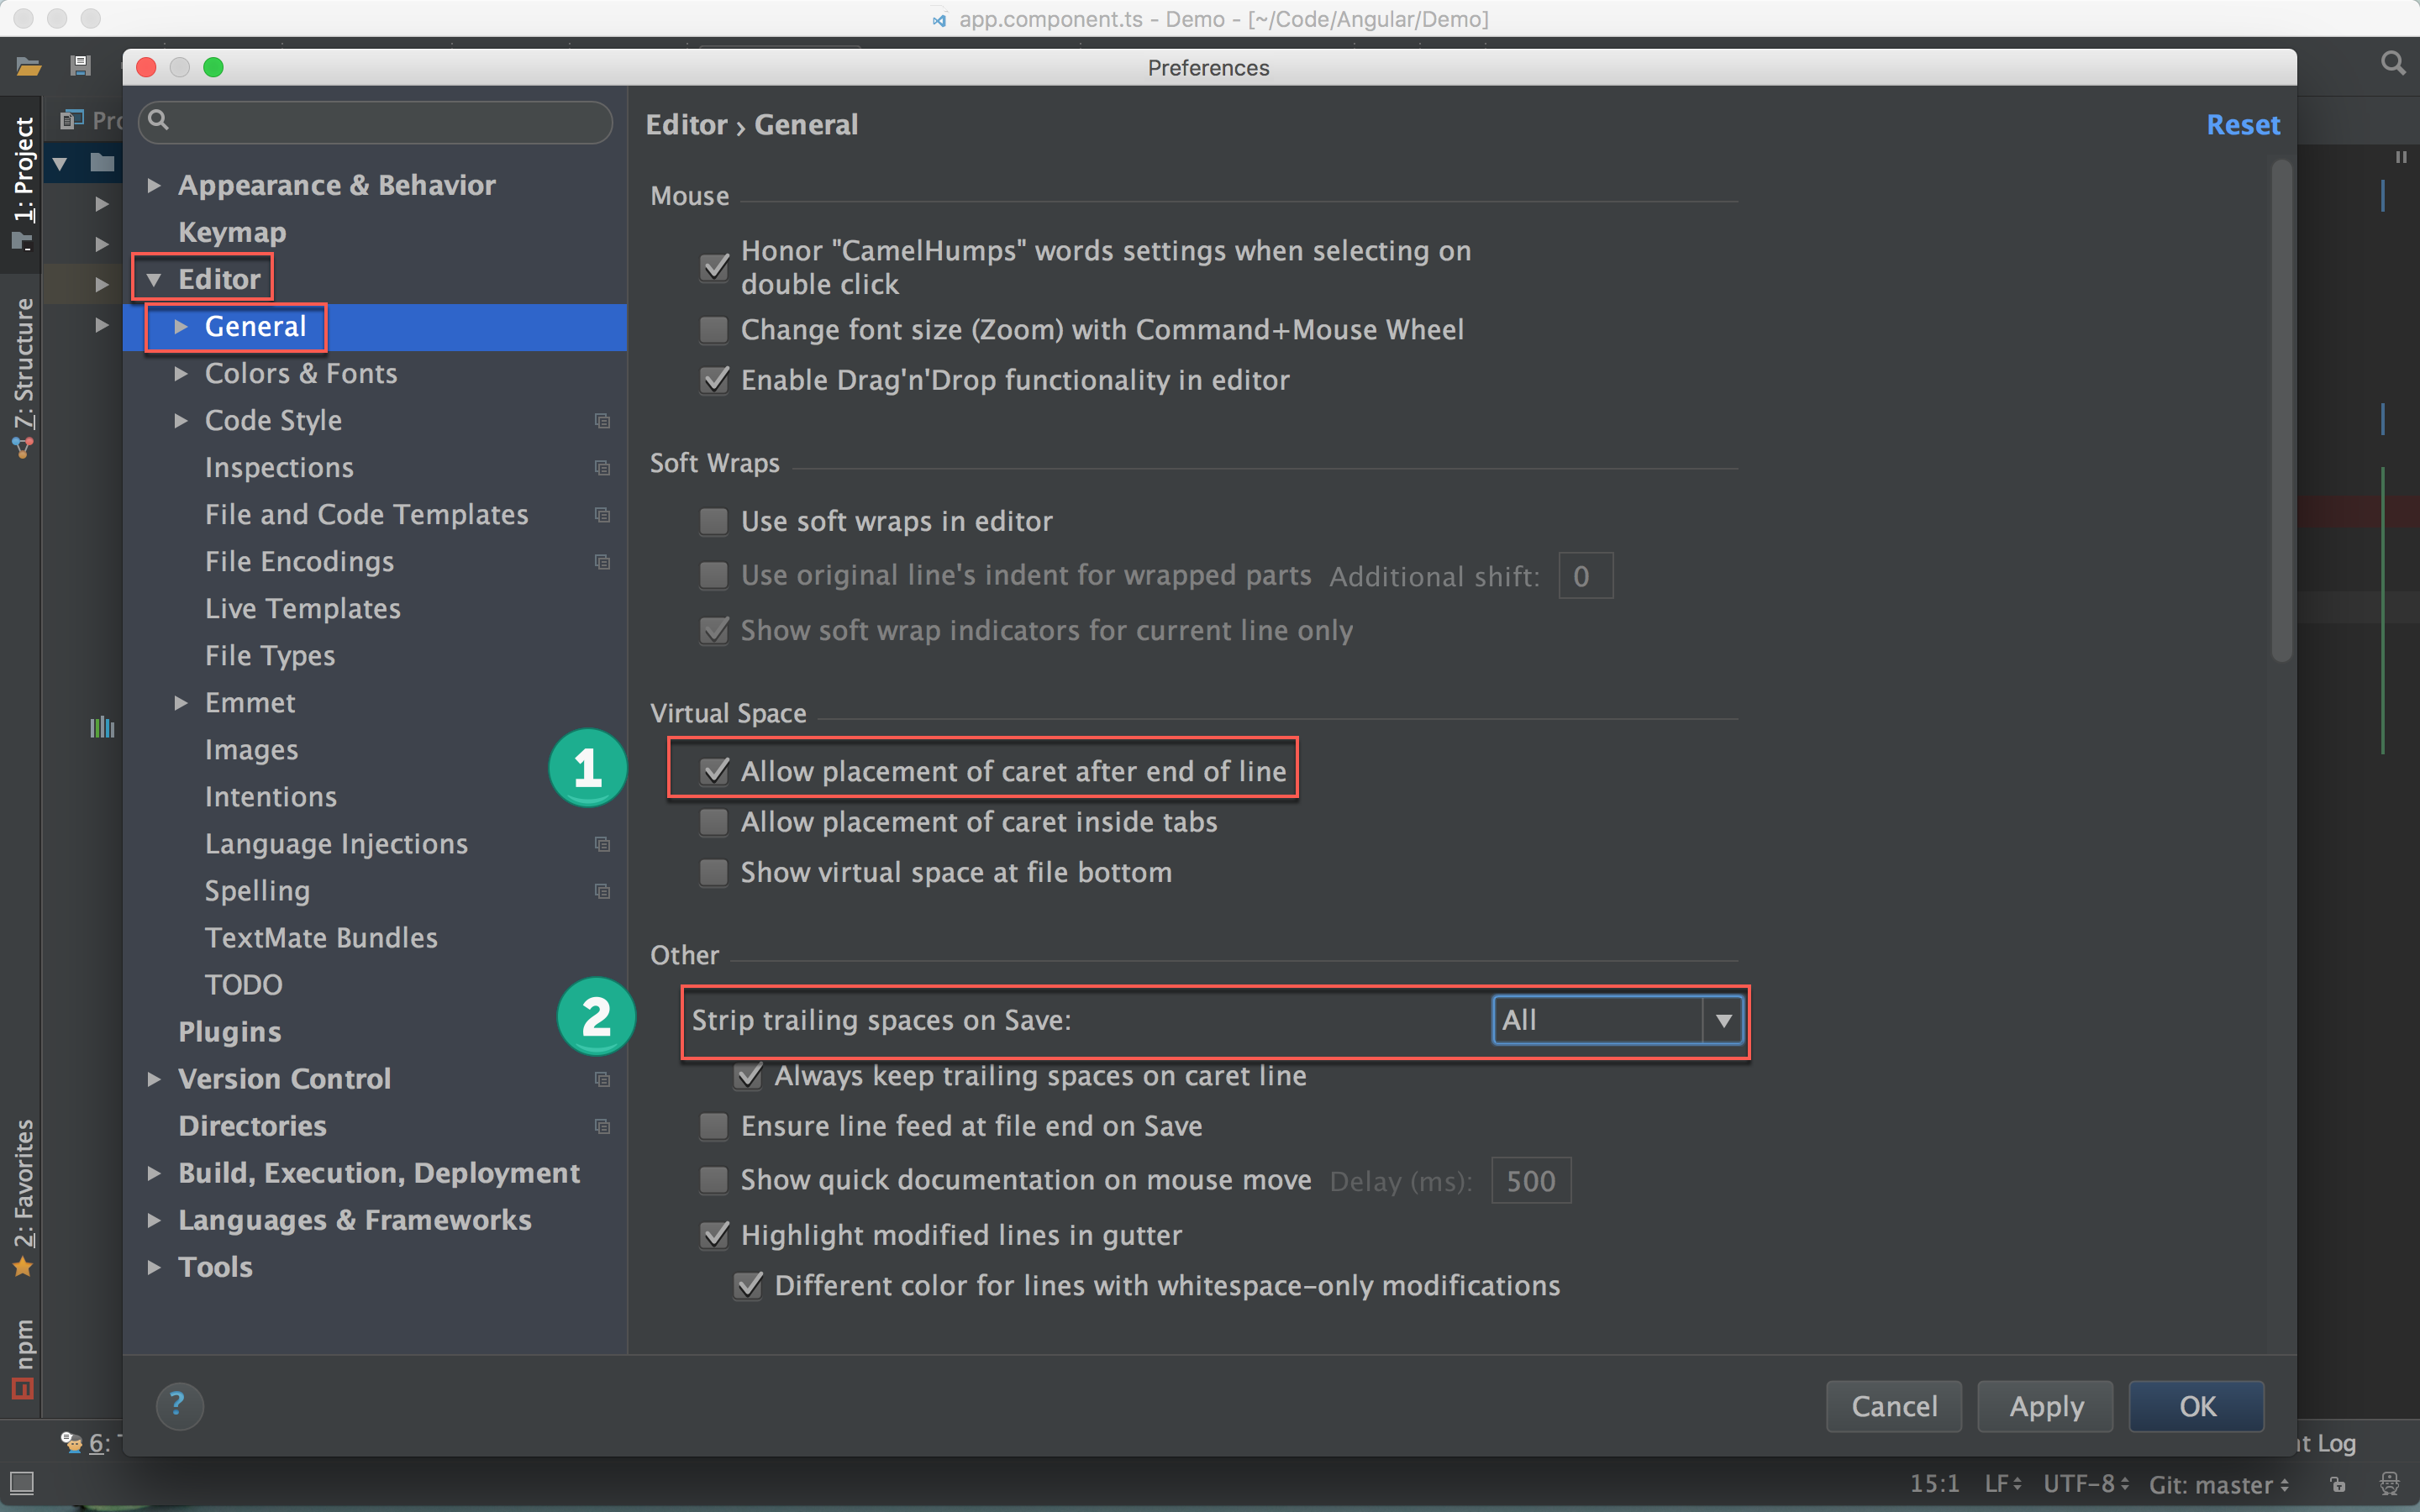 app.component.ts - Demo - [~/Code/Angular/Demo]
Preferences
1: Project
7: Structure
2: Favorites
npm
Appearance & Behavior
Keymap
Editor
General
Colors & Fonts
Code Style
Inspections
File and Code Templates
File Encodings
Live Templates
File Types
Emmet
Images
Intentions
Language Injections
Spelling
TextMate Bundles
TODO
Plugins
Version Control
Directories
Build, Execution, Deployment
Languages & Frameworks
Tools
Editor › General
Reset
Mouse
Honor "CamelHumps" words settings when selecting on
double click
Change font size (Zoom) with Command+Mouse Wheel
Enable Drag'n'Drop functionality in editor
Soft Wraps
Use soft wraps in editor
Use original line's indent for wrapped parts Additional shift: 0
Show soft wrap indicators for current line only
Virtual Space
1
Allow placement of caret after end of line
Allow placement of caret inside tabs
Show virtual space at file bottom
Other
2
Strip trailing spaces on Save: All
Always keep trailing spaces on caret line
Ensure line feed at file end on Save
Show quick documentation on mouse move Delay (ms): 500
Highlight modified lines in gutter
Different color for lines with whitespace-only modifications
?
Cancel Apply OK
6:
Log
15:1 LF UTF-8 Git: master